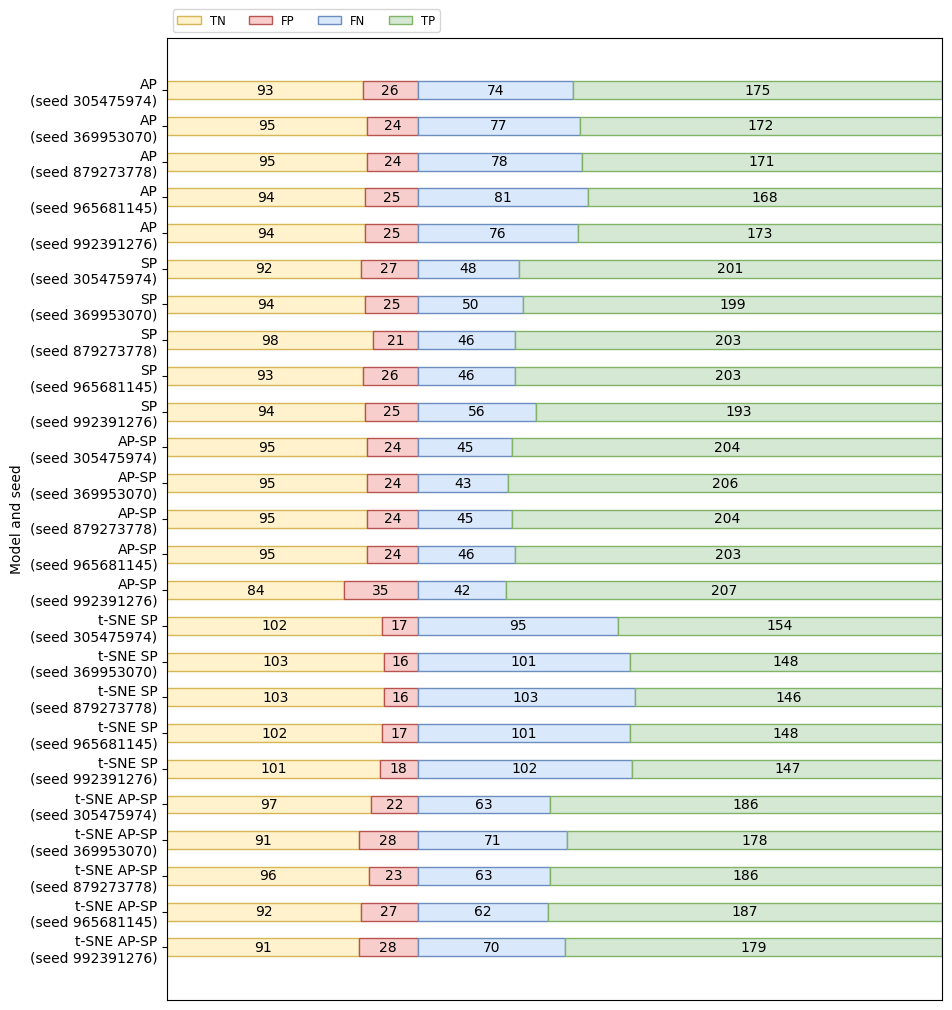 TN FP FN TP
AP
(seed 305475974)
93 26 74 175
AP
(seed 369953070)
95 24 77 172
AP
(seed 879273778)
95 24 78 171
AP
(seed 965681145)
94 25 81 168
AP
(seed 992391276)
94 25 76 173
SP
(seed 305475974)
92 27 48 201
SP
(seed 369953070)
94 25 50 199
SP
(seed 879273778)
98 21 46 203
SP
(seed 965681145)
93 26 46 203
SP
(seed 992391276)
94 25 56 193
AP-SP
(seed 305475974)
95 24 45 204
AP-SP
(seed 369953070)
95 24 43 206
AP-SP
(seed 879273778)
95 24 45 204
AP-SP
(seed 965681145)
95 24 46 203
AP-SP
(seed 992391276)
84 35 42 207
t-SNE SP
(seed 305475974)
102 17 95 154
t-SNE SP
(seed 369953070)
103 16 101 148
t-SNE SP
(seed 879273778)
103 16 103 146
t-SNE SP
(seed 965681145)
102 17 101 148
t-SNE SP
(seed 992391276)
101 18 102 147
t-SNE AP-SP
(seed 305475974)
97 22 63 186
t-SNE AP-SP
(seed 369953070)
91 28 71 178
t-SNE AP-SP
(seed 879273778)
96 23 63 186
t-SNE AP-SP
(seed 965681145)
92 27 62 187
t-SNE AP-SP
(seed 992391276)
91 28 70 179
Model and seed